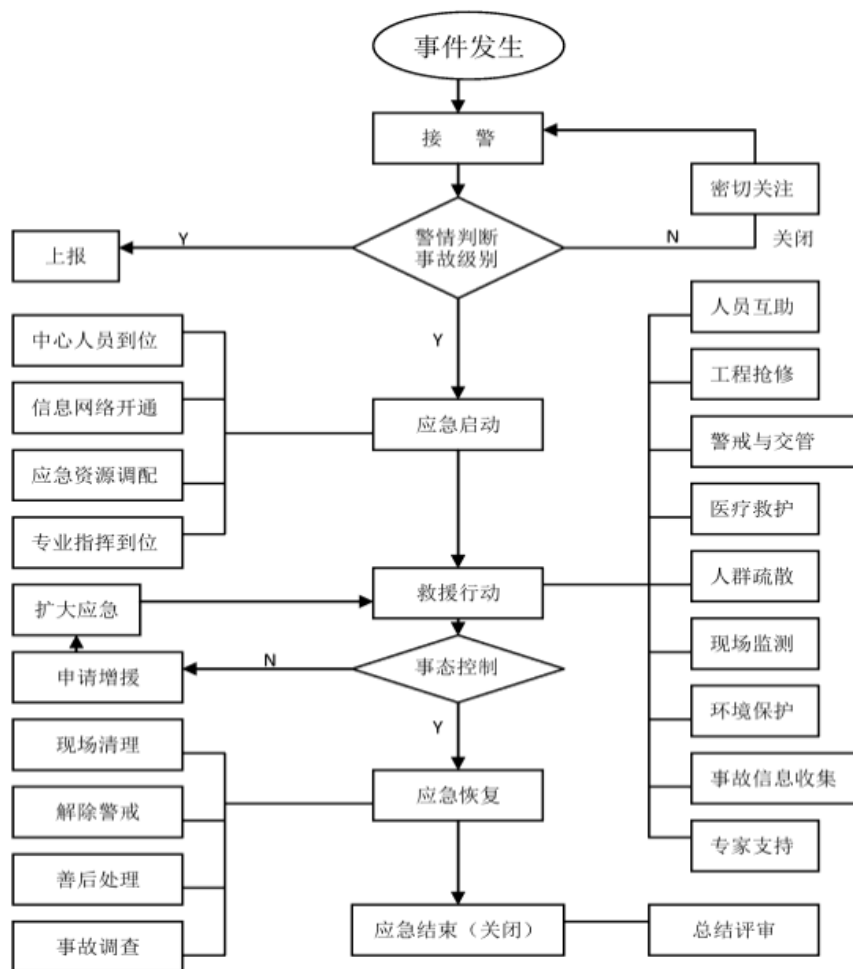 事件发生
接 警
密切关注
警情判断
事故级别
Y
N
关闭
上报
Y
人员互助
中心人员到位
工程抢修
信息网络开通
应急启动
警戒与交管
应急资源调配
医疗救护
专业指挥到位
人群疏散
救援行动
扩大应急
现场监测
事态控制
N
申请增援
Y
环境保护
现场清理
应急恢复
事故信息收集
解除警戒
专家支持
善后处理
应急结束（关闭）
总结评审
事故调查